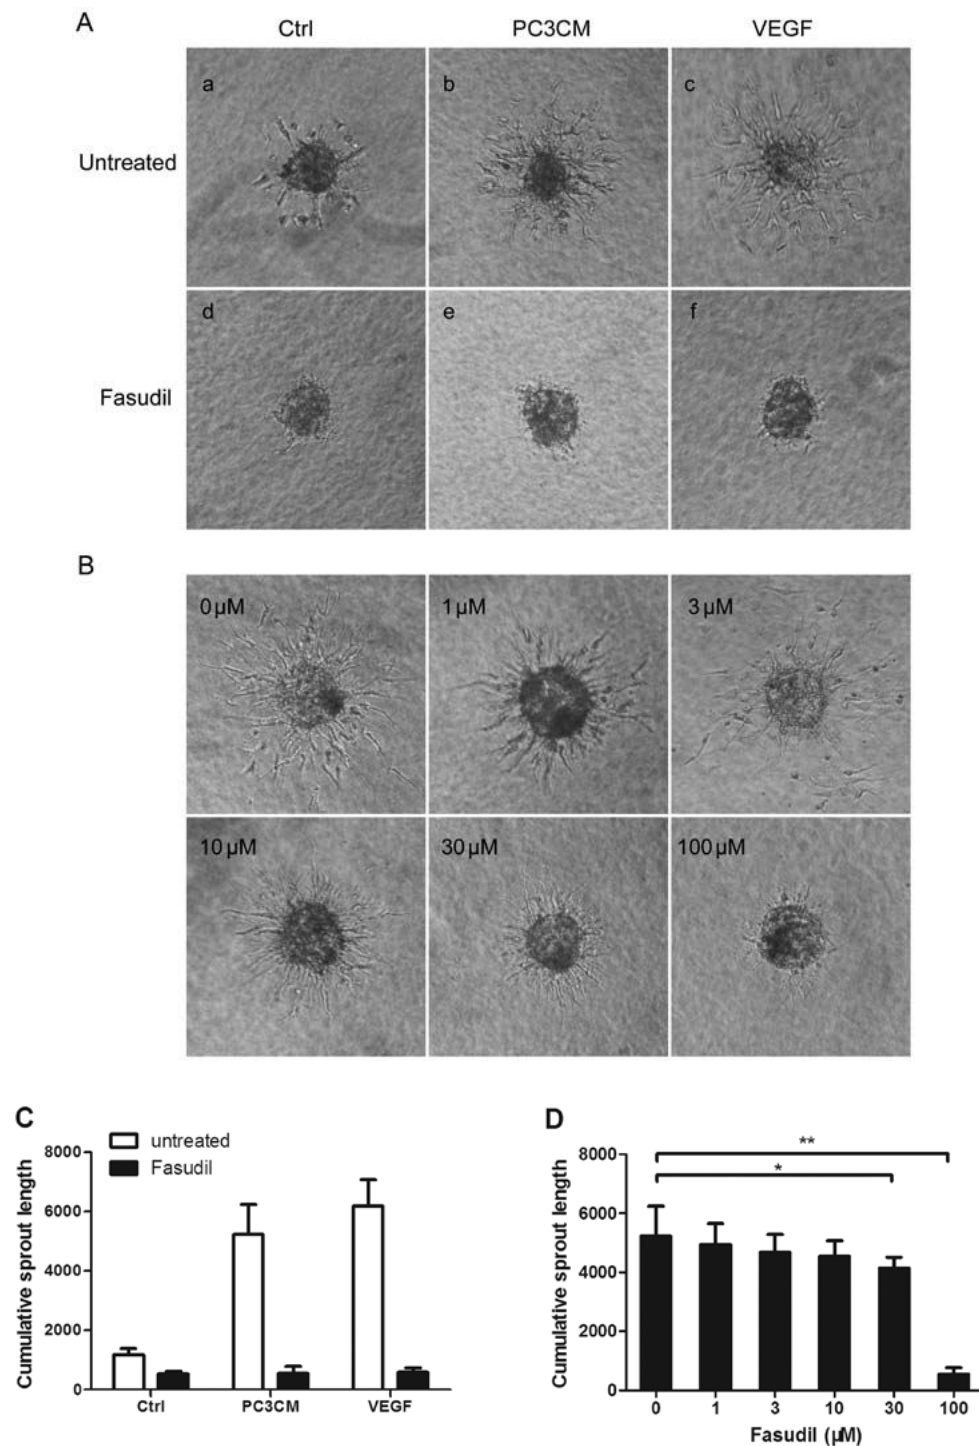 A
Ctrl PC3CM VEGF
a b c
Untreated
d e f
Fasudil
B
0 µM 1 µM 3 µM
10 µM 30 µM 100 µM
C
untreated
Fasudil
Cumulative sprout length
8000
6000
4000
2000
0
Ctrl PC3CM VEGF
D
**
*
Cumulative sprout length
8000
6000
4000
2000
0
0 1 3 10 30 100
Fasudil (µM)